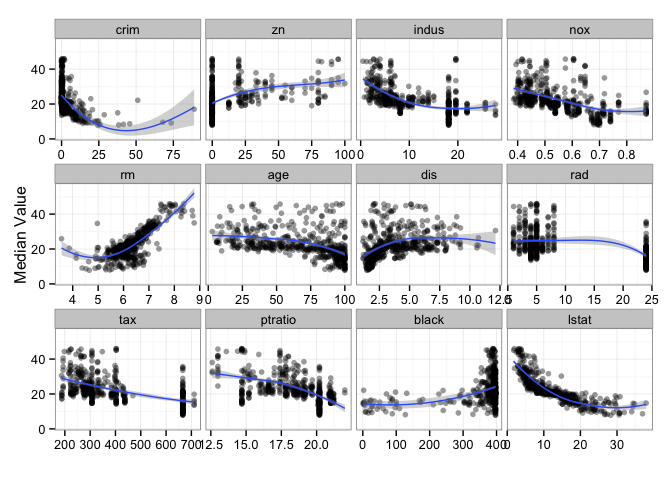 crim zn indus nox
40
20
0
0 25 50 75 0 25 50 75 100 0 10 20 0.4 0.5 0.6 0.7 0.8
rm age dis rad
40
20
0
4 5 6 7 8 9 0 25 50 75 100 2.5 5.0 7.5 10.0 12.5 0 5 10 15 20 25
tax ptratio black lstat
40
20
0
200 300 400 500 600 700 12.5 15.0 17.5 20.0 0 100 200 300 400 0 10 20 30
Median Value